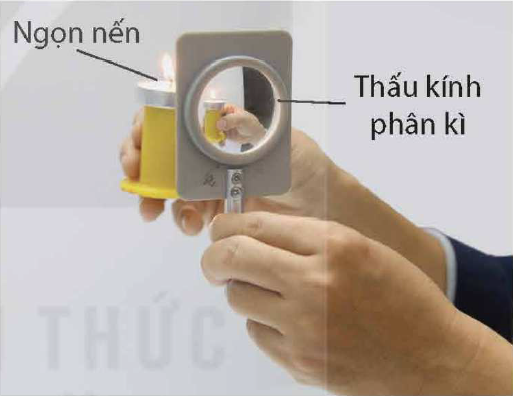 Ngọn nến
Thấu kính
phân kì
THỨC